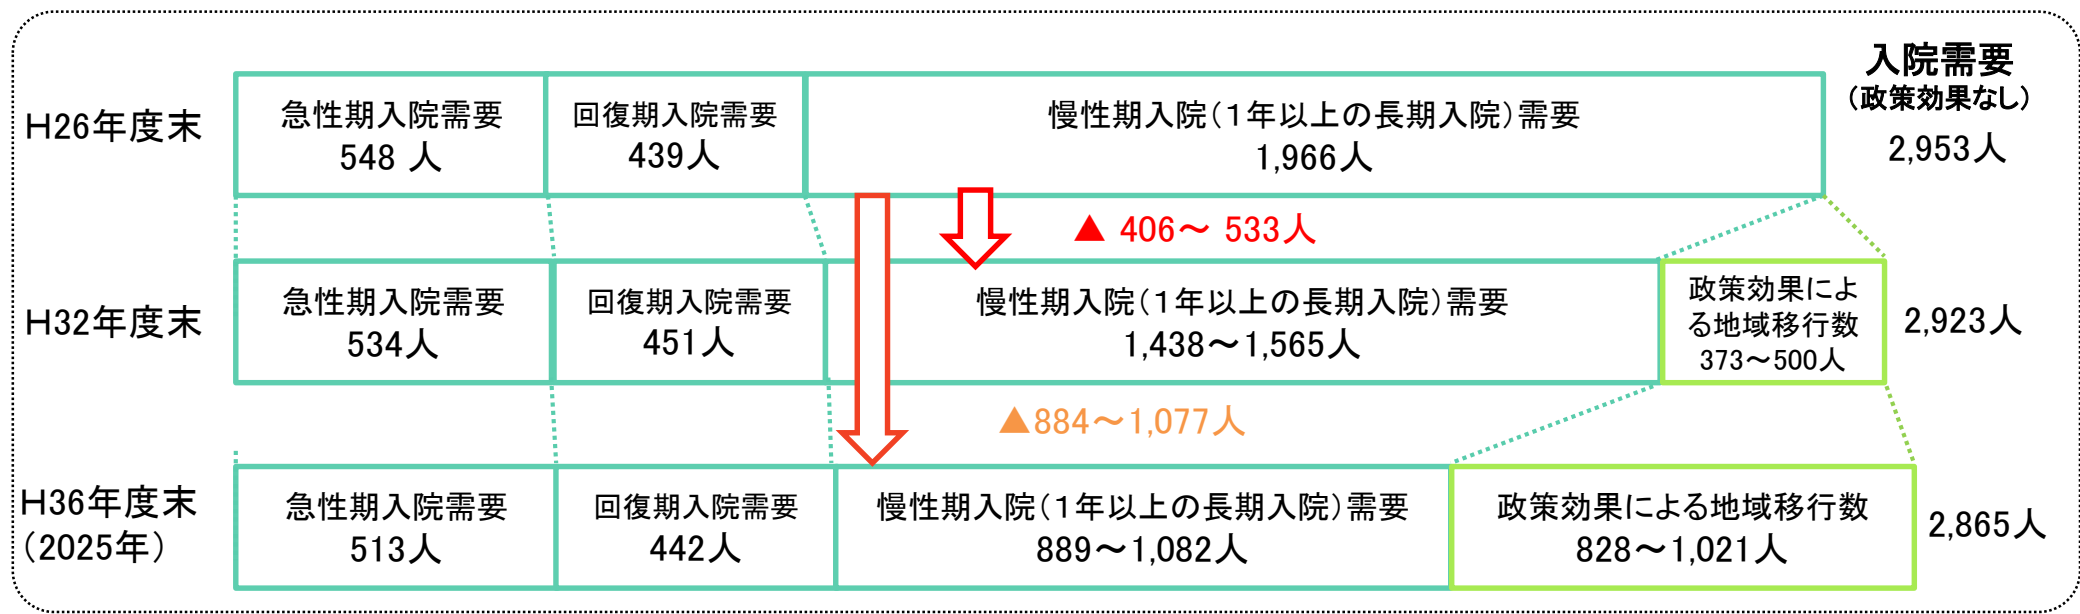 入院需要
(政策効果なし)
H26年度末
急性期入院需要
548 人
回復期入院需要
439人
慢性期入院(1年以上の長期入院)需要
1,966人
2,953人
▲ 406～ 533人
H32年度末
急性期入院需要
534人
回復期入院需要
451人
慢性期入院(1年以上の長期入院)需要
1,438～1,565人
政策効果によ
る地域移行数
373～500人
2,923人
▲884～1,077人
H36年度末
(2025年)
急性期入院需要
513人
回復期入院需要
442人
慢性期入院(1年以上の長期入院)需要
889～1,082人
政策効果による地域移行数
828～1,021人
2,865人